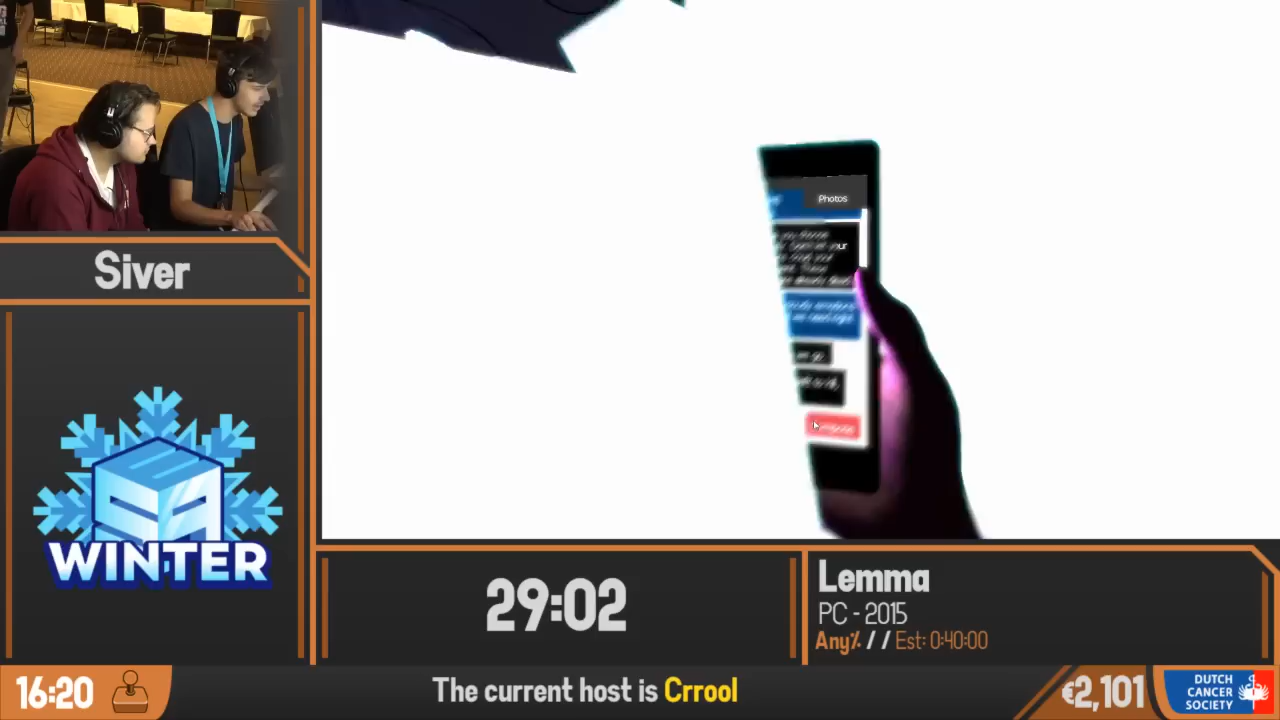 Photos
Siver
SA
WINTER
29:02
Lemma
PC - 2015
Any% / / Est: 0:40:00
16:20
The current host is Crrool
€2,101
DUTCH
CANCER
SOCIETY